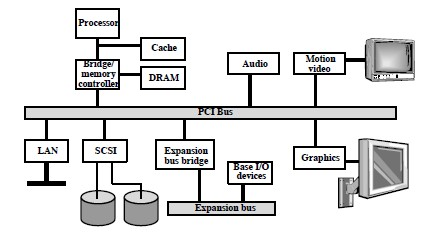 Processor
Cache
Bridge/
memory
controller
DRAM
Audio
Motion
video
PCI Bus
LAN
SCSI
Expansion
bus bridge
Base I/O
devices
Graphics
Expansion bus